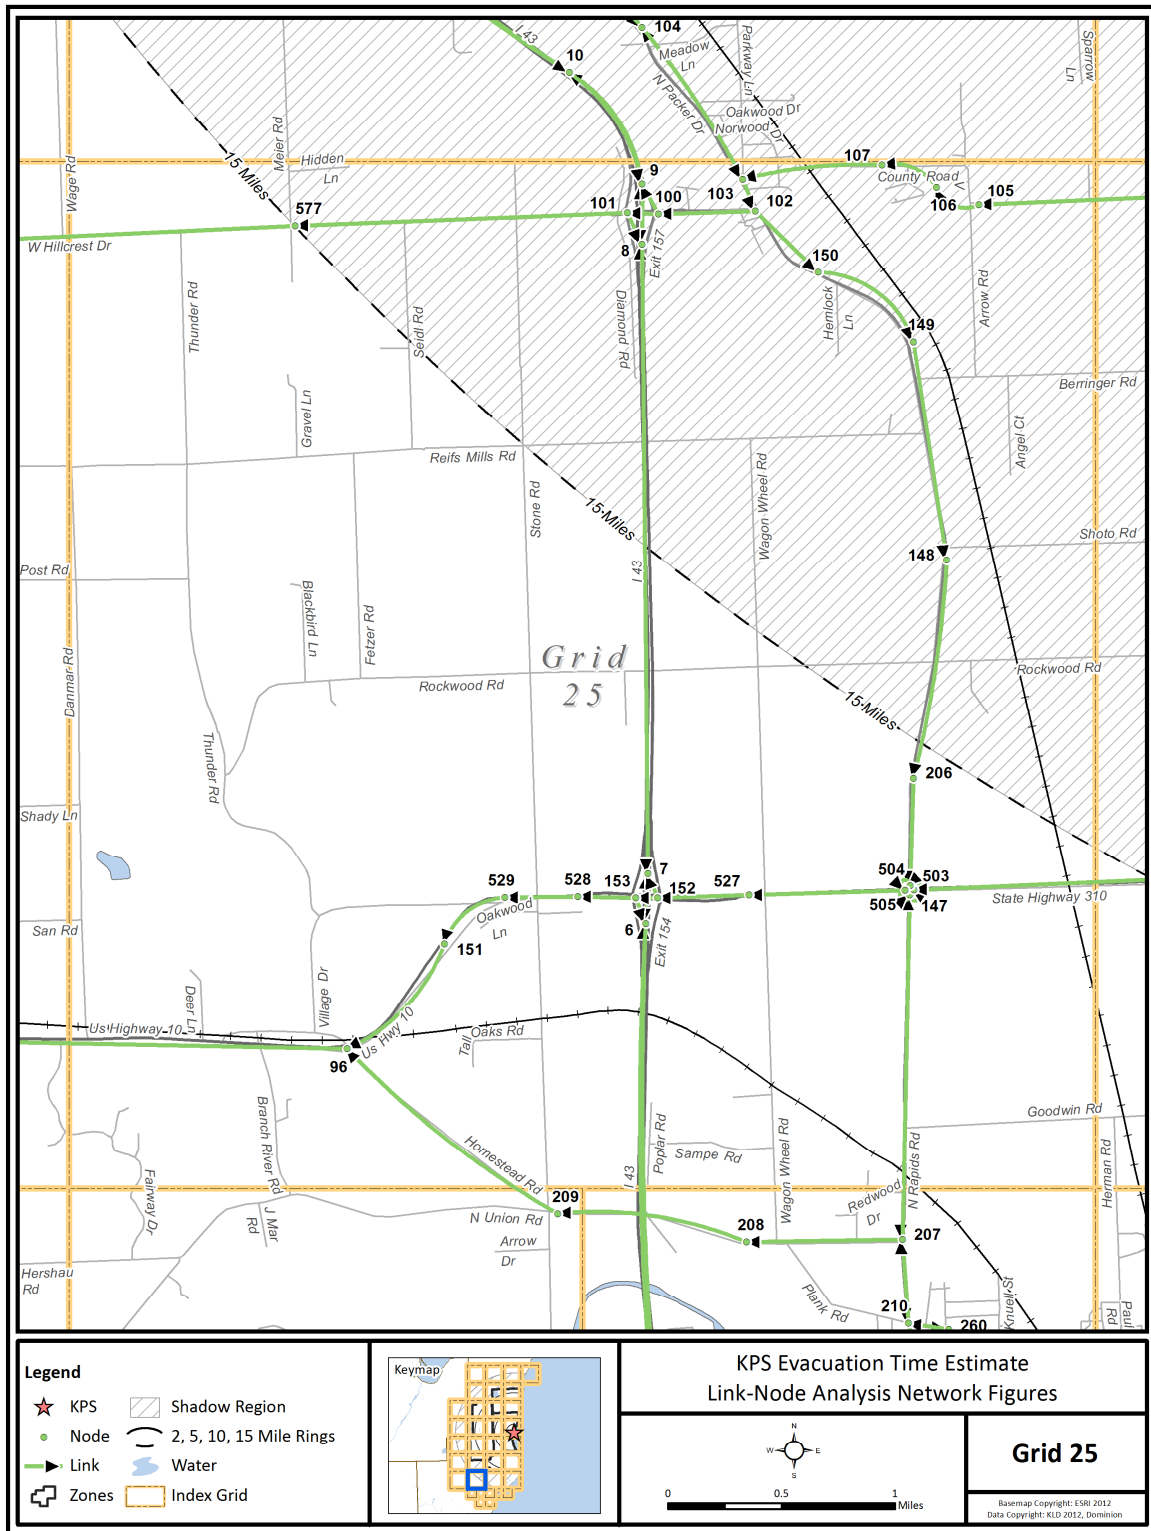 104
I 43
10
Meadow
Ln
Parkway Ln
Sparrow
Ln
N Packer Dr
Oakwood Dr
Norwood
Dr
Meier Rd
Hidden
Ln
Wage Rd
15 Miles
107
County Road
V
9
103
102
105
106
101
100
577
W Hillcrest Dr
8
Exit 157
150
Thunder Rd
Seidl Rd
Diamond Rd
Hemlock
Ln
Arrow Rd
149
Berringer Rd
Gravel Ln
Angel Ct
Reifs Mills Rd
Stone Rd
Wagon Wheel Rd
15 Miles
Shoto Rd
148
I 43
Post Rd
Blackbird Ln
Fetzer Rd
Grid
25
Danmar Rd
Rockwood Rd
Rockwood Rd
15 Miles
Thunder Rd
206
Shady Ln
7
504
503
529
528
153
152
527
505
147
State Highway 310
Oakwood
Ln
San Rd
6
Exit 154
151
Deer Ln
Village Dr
Us Highway 10
Us Hwy 10
Tall
Oaks Rd
96
Goodwin Rd
Branch River Rd
Homestead Rd
Poplar Rd
Sampe Rd
Wagon Wheel Rd
N Rapids Rd
Herman Rd
Fairway Dr
I 43
Redwood
Dr
J Mar
Rd
209
N Union Rd
208
207
Arrow
Dr
Hershau
Rd
Plank Rd
210
260
Knuell St
Paul
Rd
Legend
KPS
Shadow Region
Node
2, 5, 10, 15 Mile Rings
Link
Water
Zones
Index Grid
Keymap
KPS Evacuation Time Estimate
Link-Node Analysis Network Figures
N
W
E
S
0
0.5
1
Miles
Grid 25
Basemap Copyright: ESRI 2012
Data Copyright: KLD 2012, Dominion